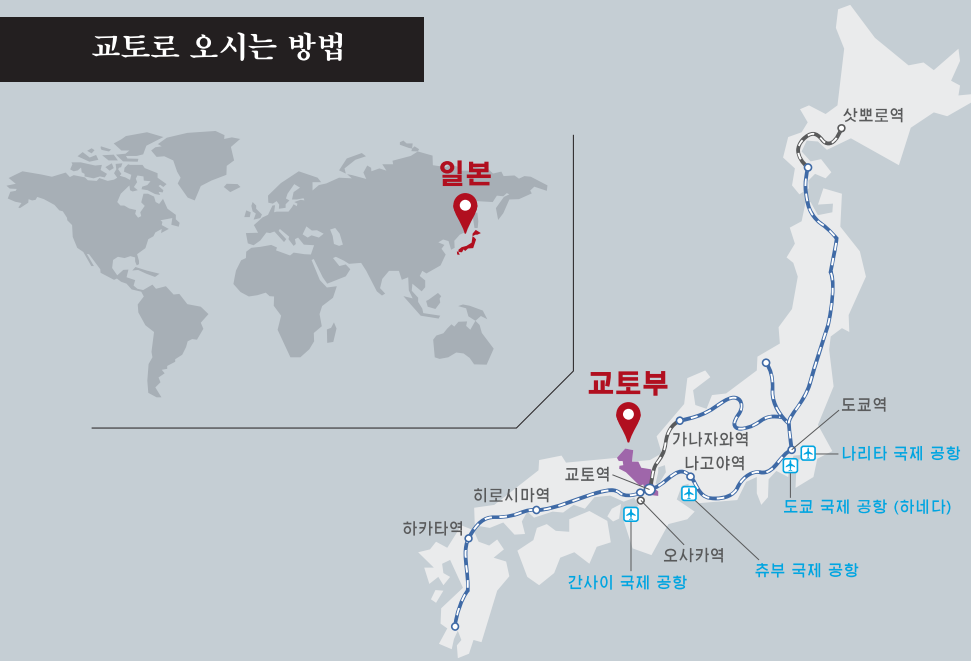 교토로 오시는 방법
삿뽀로역
일본
교토부
도쿄역
가나자와역
나리타 국제 공항
나고야역
교토역
히로시마역
도쿄 국제 공항 (하네다)
하카타역
오사카역
츄부 국제 공항
간사이 국제 공항